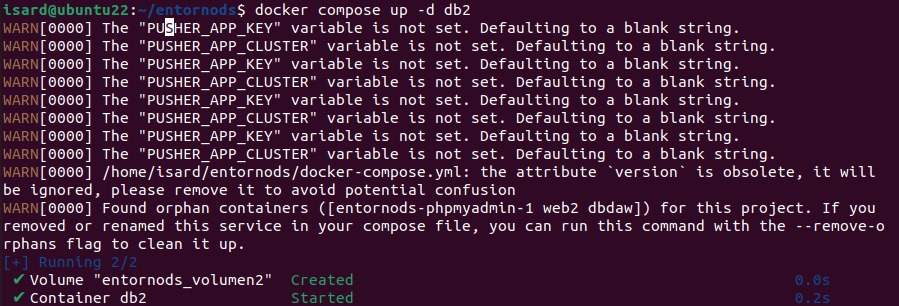 isard@ubuntu22:~/entornods$ docker compose up -d db2
WARN[0000] The "PUSHER_APP_KEY" variable is not set. Defaulting to a blank string.
WARN[0000] The "PUSHER_APP_CLUSTER" variable is not set. Defaulting to a blank string.
WARN[0000] The "PUSHER_APP_KEY" variable is not set. Defaulting to a blank string.
WARN[0000] The "PUSHER_APP_CLUSTER" variable is not set. Defaulting to a blank string.
WARN[0000] The "PUSHER_APP_KEY" variable is not set. Defaulting to a blank string.
WARN[0000] The "PUSHER_APP_CLUSTER" variable is not set. Defaulting to a blank string.
WARN[0000] The "PUSHER_APP_KEY" variable is not set. Defaulting to a blank string.
WARN[0000] The "PUSHER_APP_CLUSTER" variable is not set. Defaulting to a blank string.
WARN[0000] /home/isard/entornods/docker-compose.yml: the attribute `version` is obsolete, it will
be ignored, please remove it to avoid potential confusion
WARN[0000] Found orphan containers ([entornods-phpmyadmin-1 web2 dbdaw]) for this project. If you
removed or renamed this service in your compose file, you can run this command with the --remove-o
rphans flag to clean it up.
[+] Running 2/2
✔ Volume "entornods_volumen2" Created 0.0s
✔ Container db2 Started 0.2s